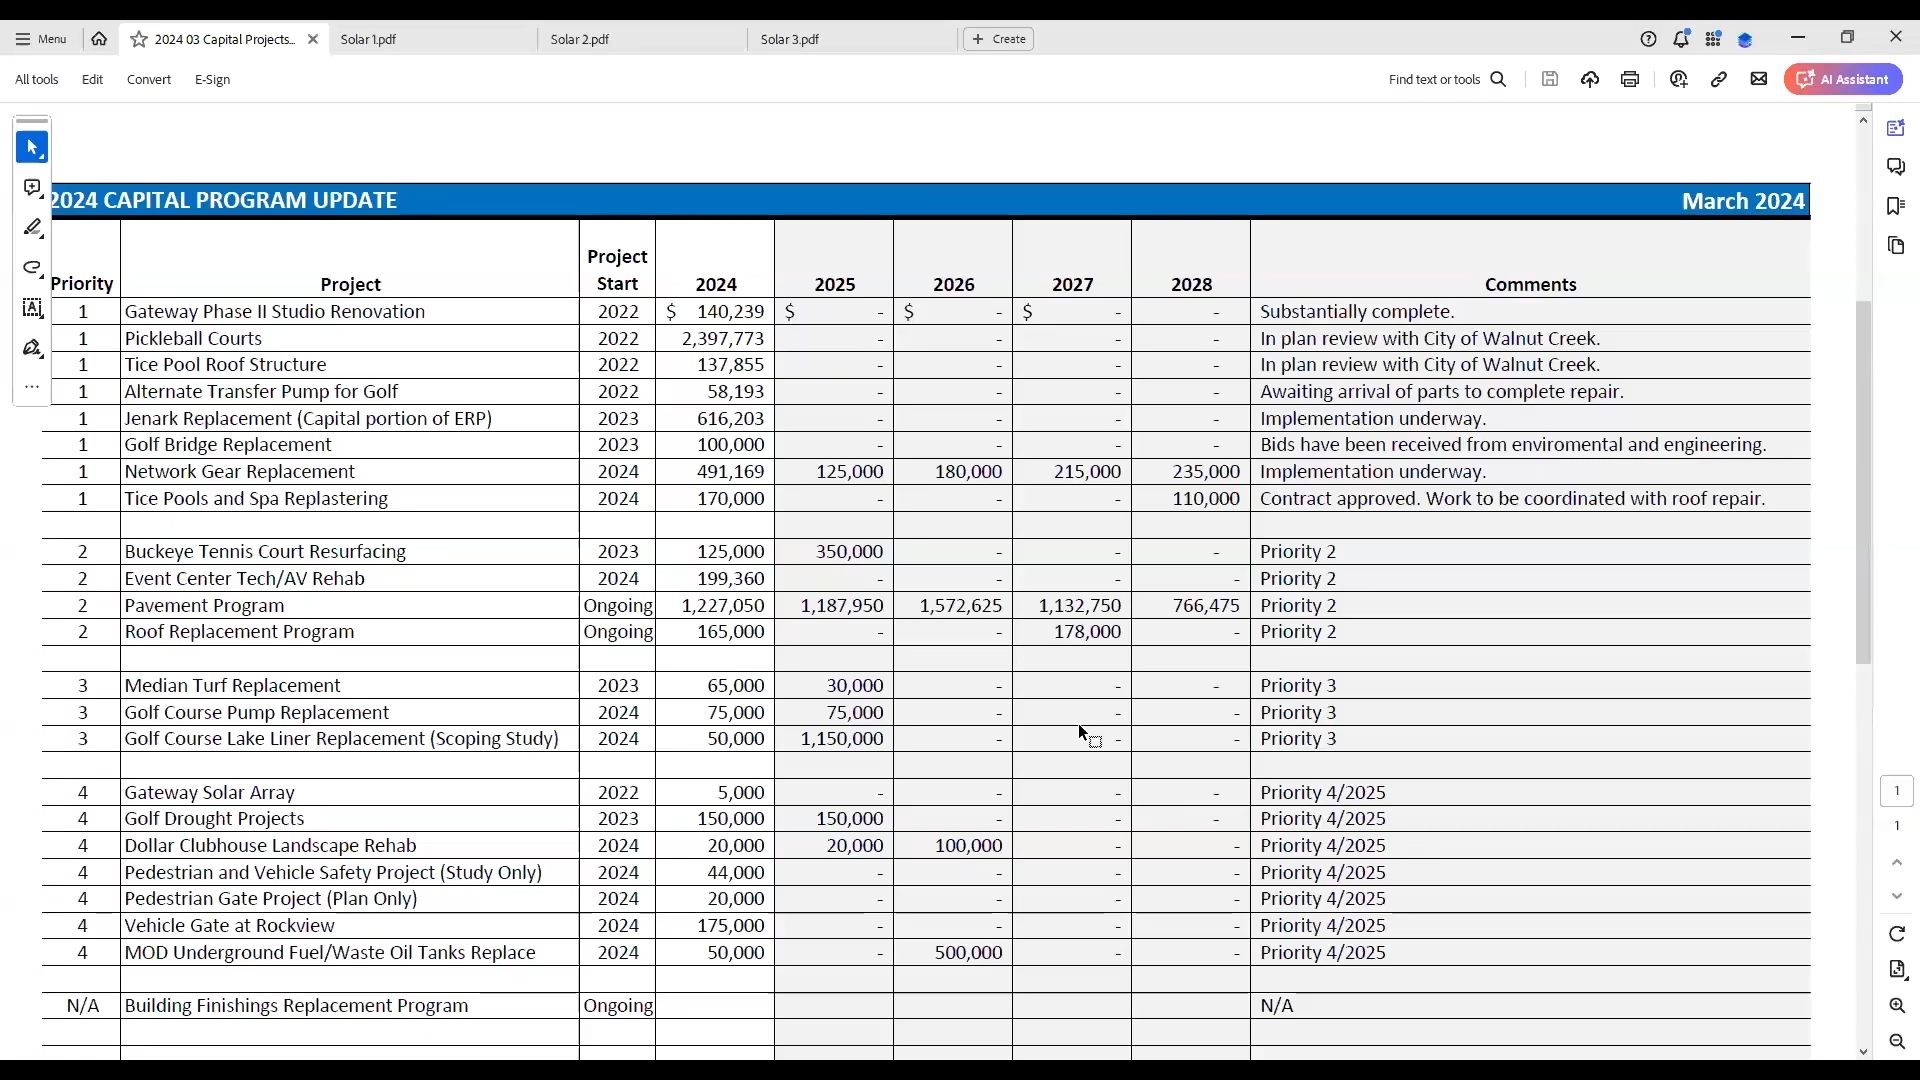 Menu 2024 03 Capital Projects... Solar 1.pdf Solar 2.pdf Solar 3.pdf + Create
All tools Edit Convert E-Sign Find text or tools AI Assistant
2024 CAPITAL PROGRAM UPDATE March 2024
Priority Project Project Start 2024 2025 2026 2027 2028 Comments
1 Gateway Phase II Studio Renovation 2022 $ 140,239 $ - $ - $ - - Substantially complete.
1 Pickleball Courts 2022 2,397,773 - - - - In plan review with City of Walnut Creek.
1 Tice Pool Roof Structure 2022 137,855 - - - - In plan review with City of Walnut Creek.
1 Alternate Transfer Pump for Golf 2022 58,193 - - - - Awaiting arrival of parts to complete repair.
1 Jenark Replacement (Capital portion of ERP) 2023 616,203 - - - - Implementation underway.
1 Golf Bridge Replacement 2023 100,000 - - - - Bids have been received from enviromental and engineering.
1 Network Gear Replacement 2024 491,169 125,000 180,000 215,000 235,000 Implementation underway.
1 Tice Pools and Spa Replastering 2024 170,000 - - - 110,000 Contract approved. Work to be coordinated with roof repair.
2 Buckeye Tennis Court Resurfacing 2023 125,000 350,000 - - - Priority 2
2 Event Center Tech/AV Rehab 2024 199,360 - - - - Priority 2
2 Pavement Program Ongoing 1,227,050 1,187,950 1,572,625 1,132,750 766,475 Priority 2
2 Roof Replacement Program Ongoing 165,000 - - 178,000 - Priority 2
3 Median Turf Replacement 2023 65,000 30,000 - - - Priority 3
3 Golf Course Pump Replacement 2024 75,000 75,000 - - - Priority 3
3 Golf Course Lake Liner Replacement (Scoping Study) 2024 50,000 1,150,000 - - - Priority 3
4 Gateway Solar Array 2022 5,000 - - - - Priority 4/2025
4 Golf Drought Projects 2023 150,000 150,000 - - - Priority 4/2025
4 Dollar Clubhouse Landscape Rehab 2024 20,000 20,000 100,000 - - Priority 4/2025
4 Pedestrian and Vehicle Safety Project (Study Only) 2024 44,000 - - - - Priority 4/2025
4 Pedestrian Gate Project (Plan Only) 2024 20,000 - - - - Priority 4/2025
4 Vehicle Gate at Rockview 2024 175,000 - - - - Priority 4/2025
4 MOD Underground Fuel/Waste Oil Tanks Replace 2024 50,000 - 500,000 - - Priority 4/2025
N/A Building Finishings Replacement Program Ongoing N/A
1
1